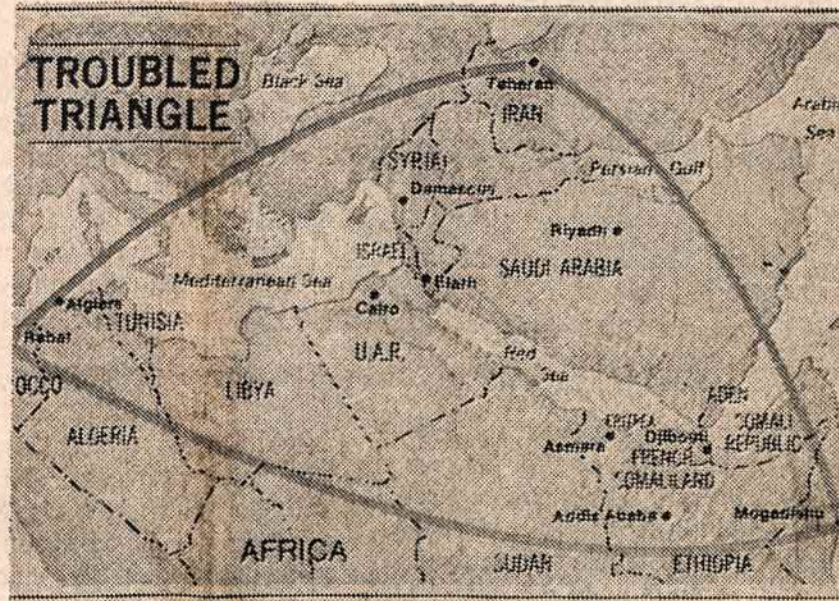 TROUBLED
TRIANGLE
Black Sea
Teheran
IRAN
Arabian
Sea
SYRIA
Persian Gulf
Damascus
Riyadh
ISRAEL
SAUDI ARABIA
Mediterranean Sea
Elath
Algiers
Cairo
TUNISIA
Rabat
U.A.R.
Red
Sea
OCCO
LIBYA
ADEN
ALGERIA
ERITREA
SOMALI
REPUBLIC
Asmara
Djibouti
FRENCH
SOMALILAND
Addis Ababa
Mogadishu
AFRICA
SUDAN
ETHIOPIA